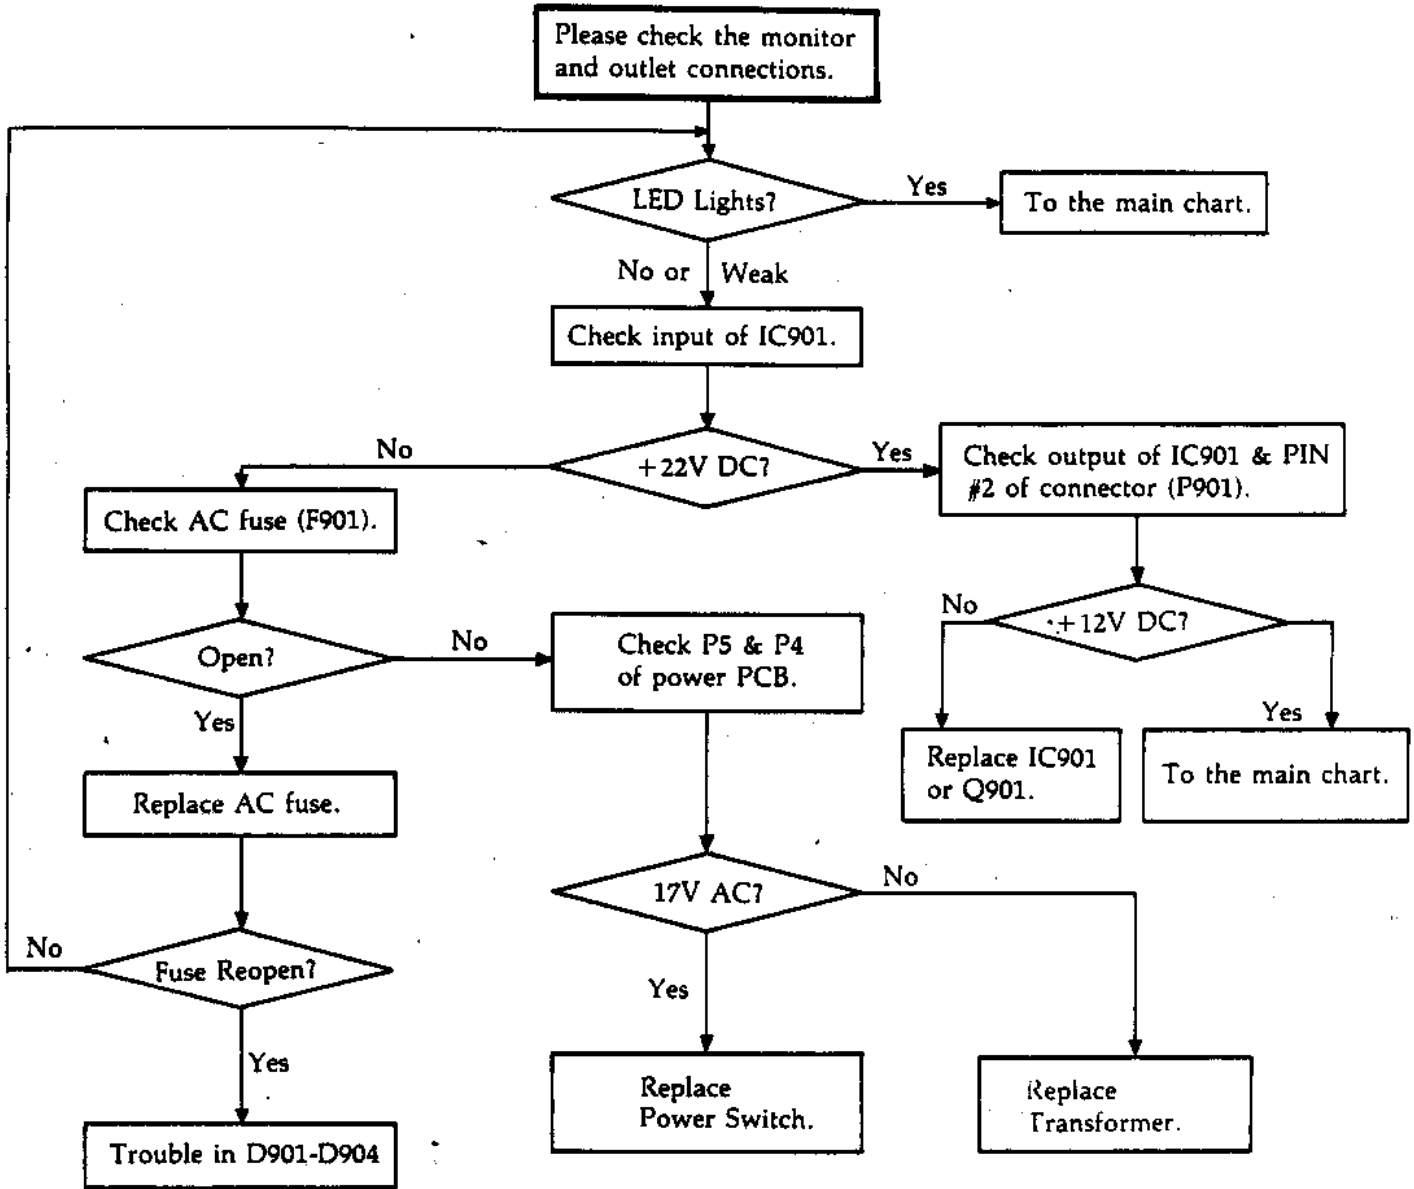 Please check the monitor
and outlet connections.
LED Lights?
Yes
To the main chart.
No or Weak
Check input of IC901.
No
+22V DC?
Yes
Check output of IC901 & PIN
#2 of connector (P901).
Check AC fuse (F901).
No
+12V DC?
Open?
No
Check P5 & P4
of power PCB.
Yes
Yes
Replace IC901
or Q901.
To the main chart.
Replace AC fuse.
17V AC?
No
No
Fuse Reopen?
Yes
Yes
Replace
Power Switch.
Replace
Transformer.
Trouble in D901-D904